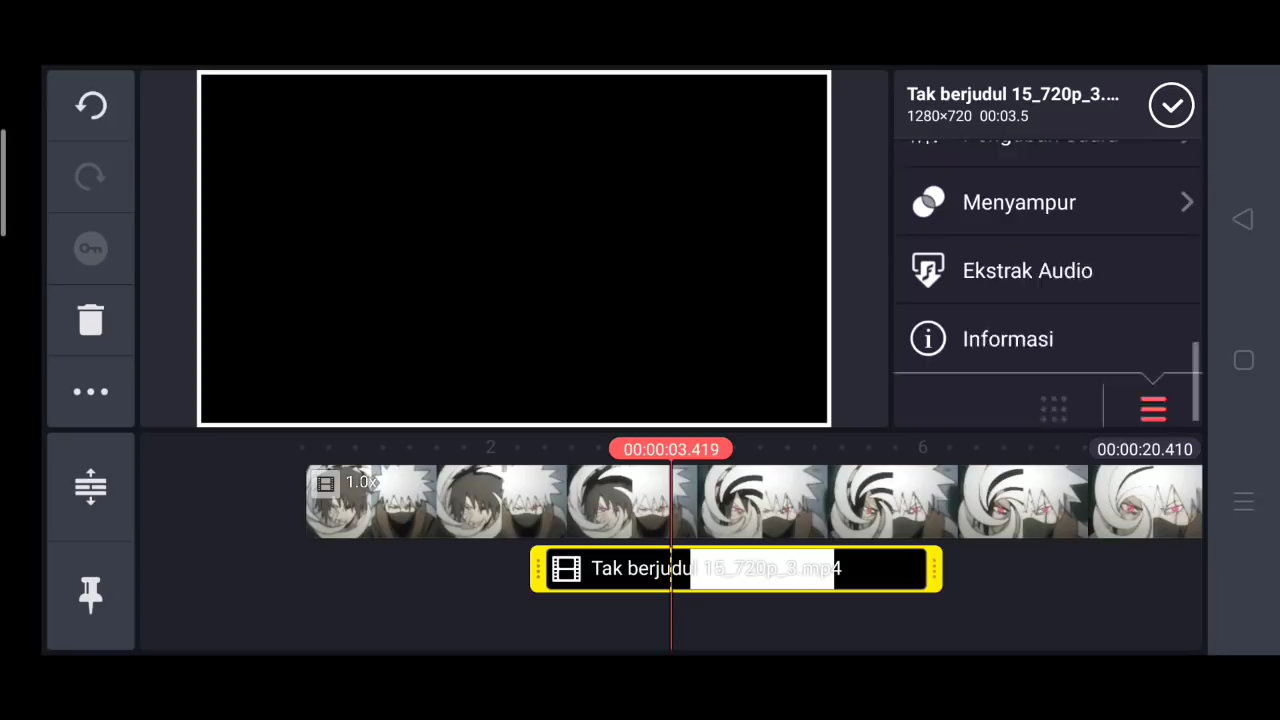 Tak berjudul 15_720p_3....
1280×720 00:03.5
Menyampur
Ekstrak Audio
Informasi
2
00:00:03.419
6
00:00:20.410
1.0x
Tak berjudul 15_720p_3.mp4